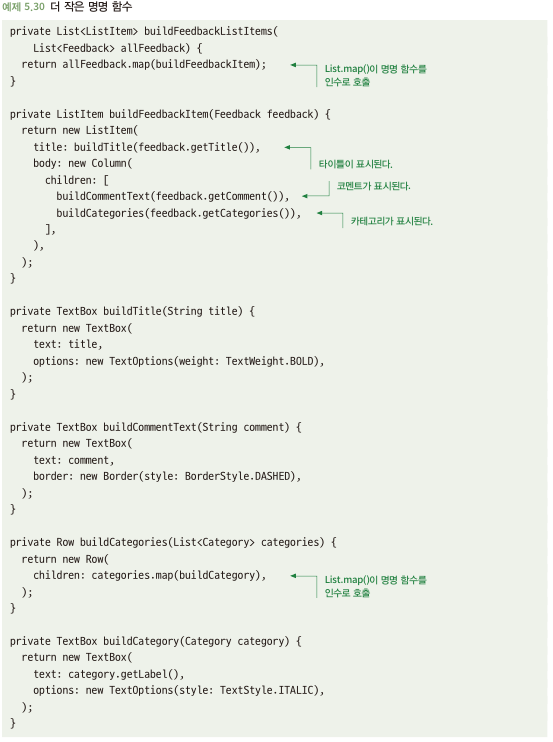 예제 5.30 더 작은 명명 함수
private List<ListItem> buildFeedbackListItems(
    List<Feedback> allFeedback) {
  return allFeedback.map(buildFeedbackItem);
List.map()이 명명 함수를
인수로 호출
}
private ListItem buildFeedbackItem(Feedback feedback) {
  return new ListItem(
    title: buildTitle(feedback.getTitle()),
타이틀이 표시된다.
    body: new Column(
      children: [
        buildCommentText(feedback.getComment()),
코멘트가 표시된다.
        buildCategories(feedback.getCategories()),
카테고리가 표시된다.
      ],
    ),
  );
}
private TextBox buildTitle(String title) {
  return new TextBox(
    text: title,
    options: new TextOptions(weight: TextWeight.BOLD),
  );
}
private TextBox buildCommentText(String comment) {
  return new TextBox(
    text: comment,
    border: new Border(style: BorderStyle.DASHED),
  );
}
private Row buildCategories(List<Category> categories) {
  return new Row(
    children: categories.map(buildCategory),
List.map()이 명명 함수를
인수로 호출
  );
}
private TextBox buildCategory(Category category) {
  return new TextBox(
    text: category.getLabel(),
    options: new TextOptions(style: TextStyle.ITALIC),
  );
}